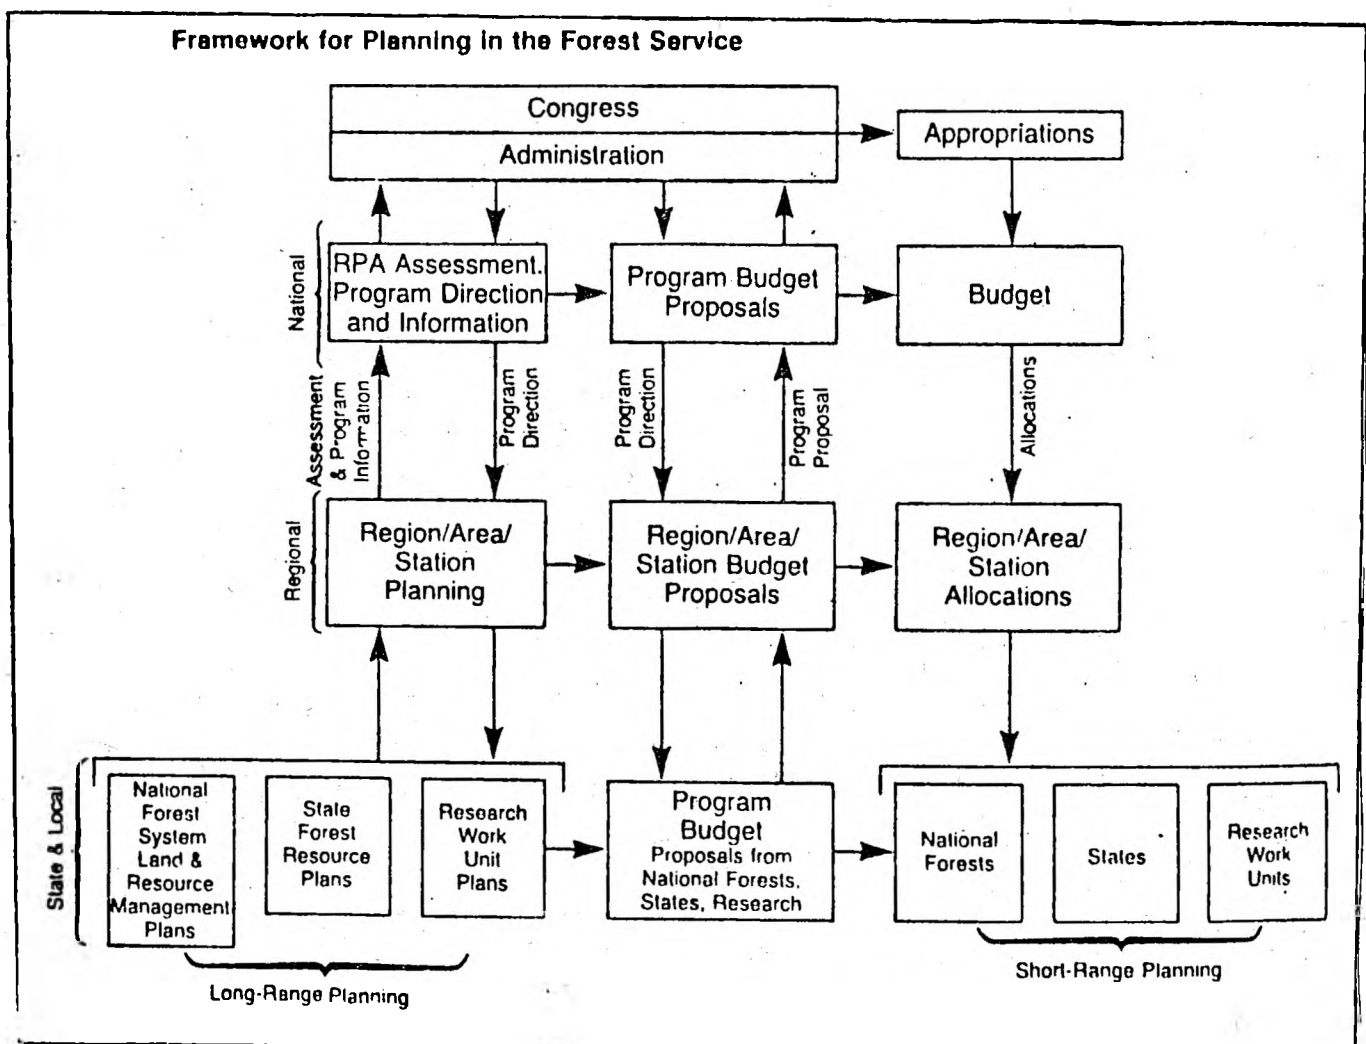 Framework for Planning in the Forest Service
Congress
Administration
Appropriations
National
RPA Assessment.
Program Direction
and Information
Program Budget
Proposals
Budget
Assessment
& Program
Information
Program
Direction
Program
Direction
Program
Proposal
Allocations
Regional
Region/Area/
Station
Planning
Region/Area/
Station Budget
Proposals
Region/Area/
Station
Allocations
State & Local
National
Forest
System
Land &
Resource
Management
Plans
State
Forest
Resource
Plans
Research
Work
Unit
Plans
Program
Budget
Proposals from
National Forests,
States, Research
National
Forests
States
Research
Work
Units
Long-Range Planning
Short-Range Planning